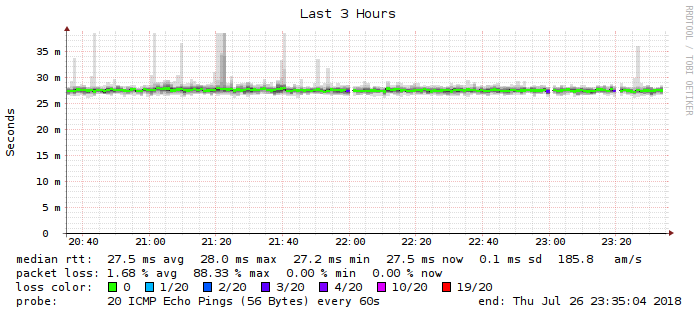 Last 3 Hours
RRDTOOL / TOBI OETIKER
Seconds
35 m
30 m
25 m
20 m
15 m
10 m
5 m
0
20:40 21:00 21:20 21:40 22:00 22:20 22:40 23:00 23:20
median rtt: 27.5 ms avg 28.0 ms max 27.2 ms min 27.5 ms now 0.1 ms sd 185.8 am/s
packet loss: 1.68 % avg 88.33 % max 0.00 % min 0.00 % now
loss color: 0 1/20 2/20 3/20 4/20 10/20 19/20
probe: 20 ICMP Echo Pings (56 Bytes) every 60s end: Thu Jul 26 23:35:04 2018